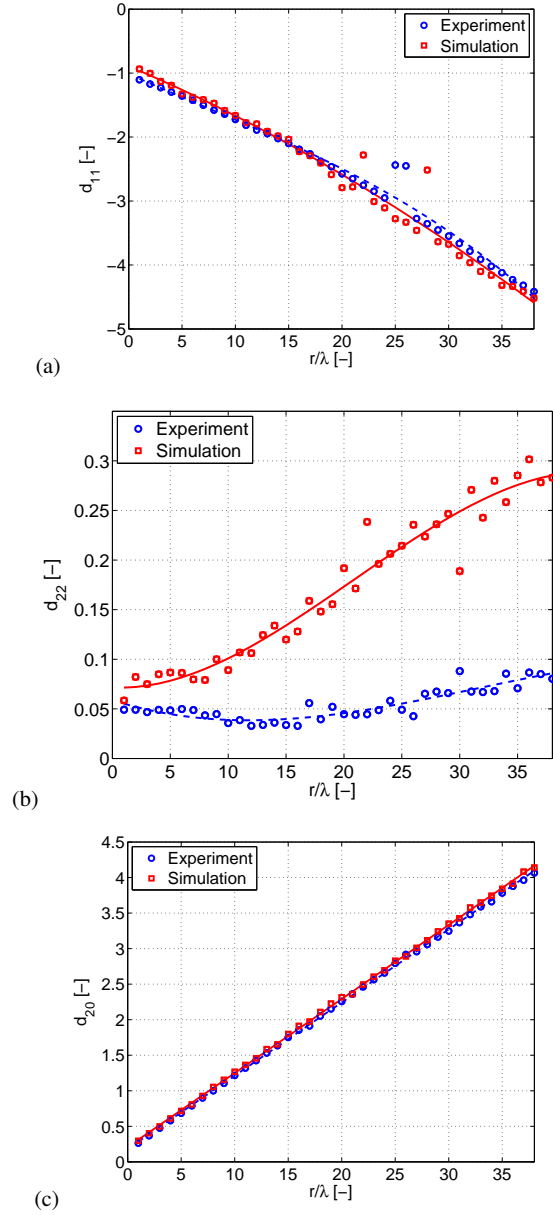 −1
Experiment
Simulation
−1
−2
−3
−4
−5
d11 [−]
0 5 10 15 20 25 30 35
r/λ [−]
(a)
Experiment
Simulation
0.3
0.25
0.2
0.15
0.1
0.05
0
d22 [−]
0 5 10 15 20 25 30 35
r/λ [−]
(b)
4.5
Experiment
Simulation
4
3.5
3
2.5
2
1.5
1
0.5
0
d20 [−]
0 5 10 15 20 25 30 35
r/λ [−]
(c)